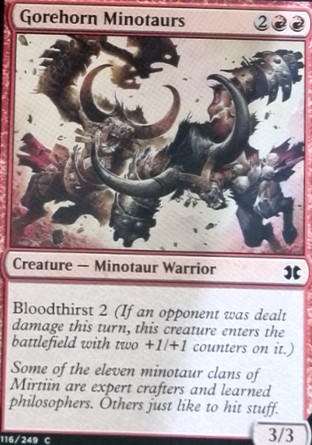 Gorehorn Minotaurs 2
Creature — Minotaur Warrior
Bloodthirst 2 (If an opponent was dealt
damage this turn, this creature enters the
battlefield with two +1/+1 counters on it.)
Some of the eleven minotaur clans of
Mirtiin are expert crafters and learned
philosophers. Others just like to hit stuff.
3/3
116/249 C